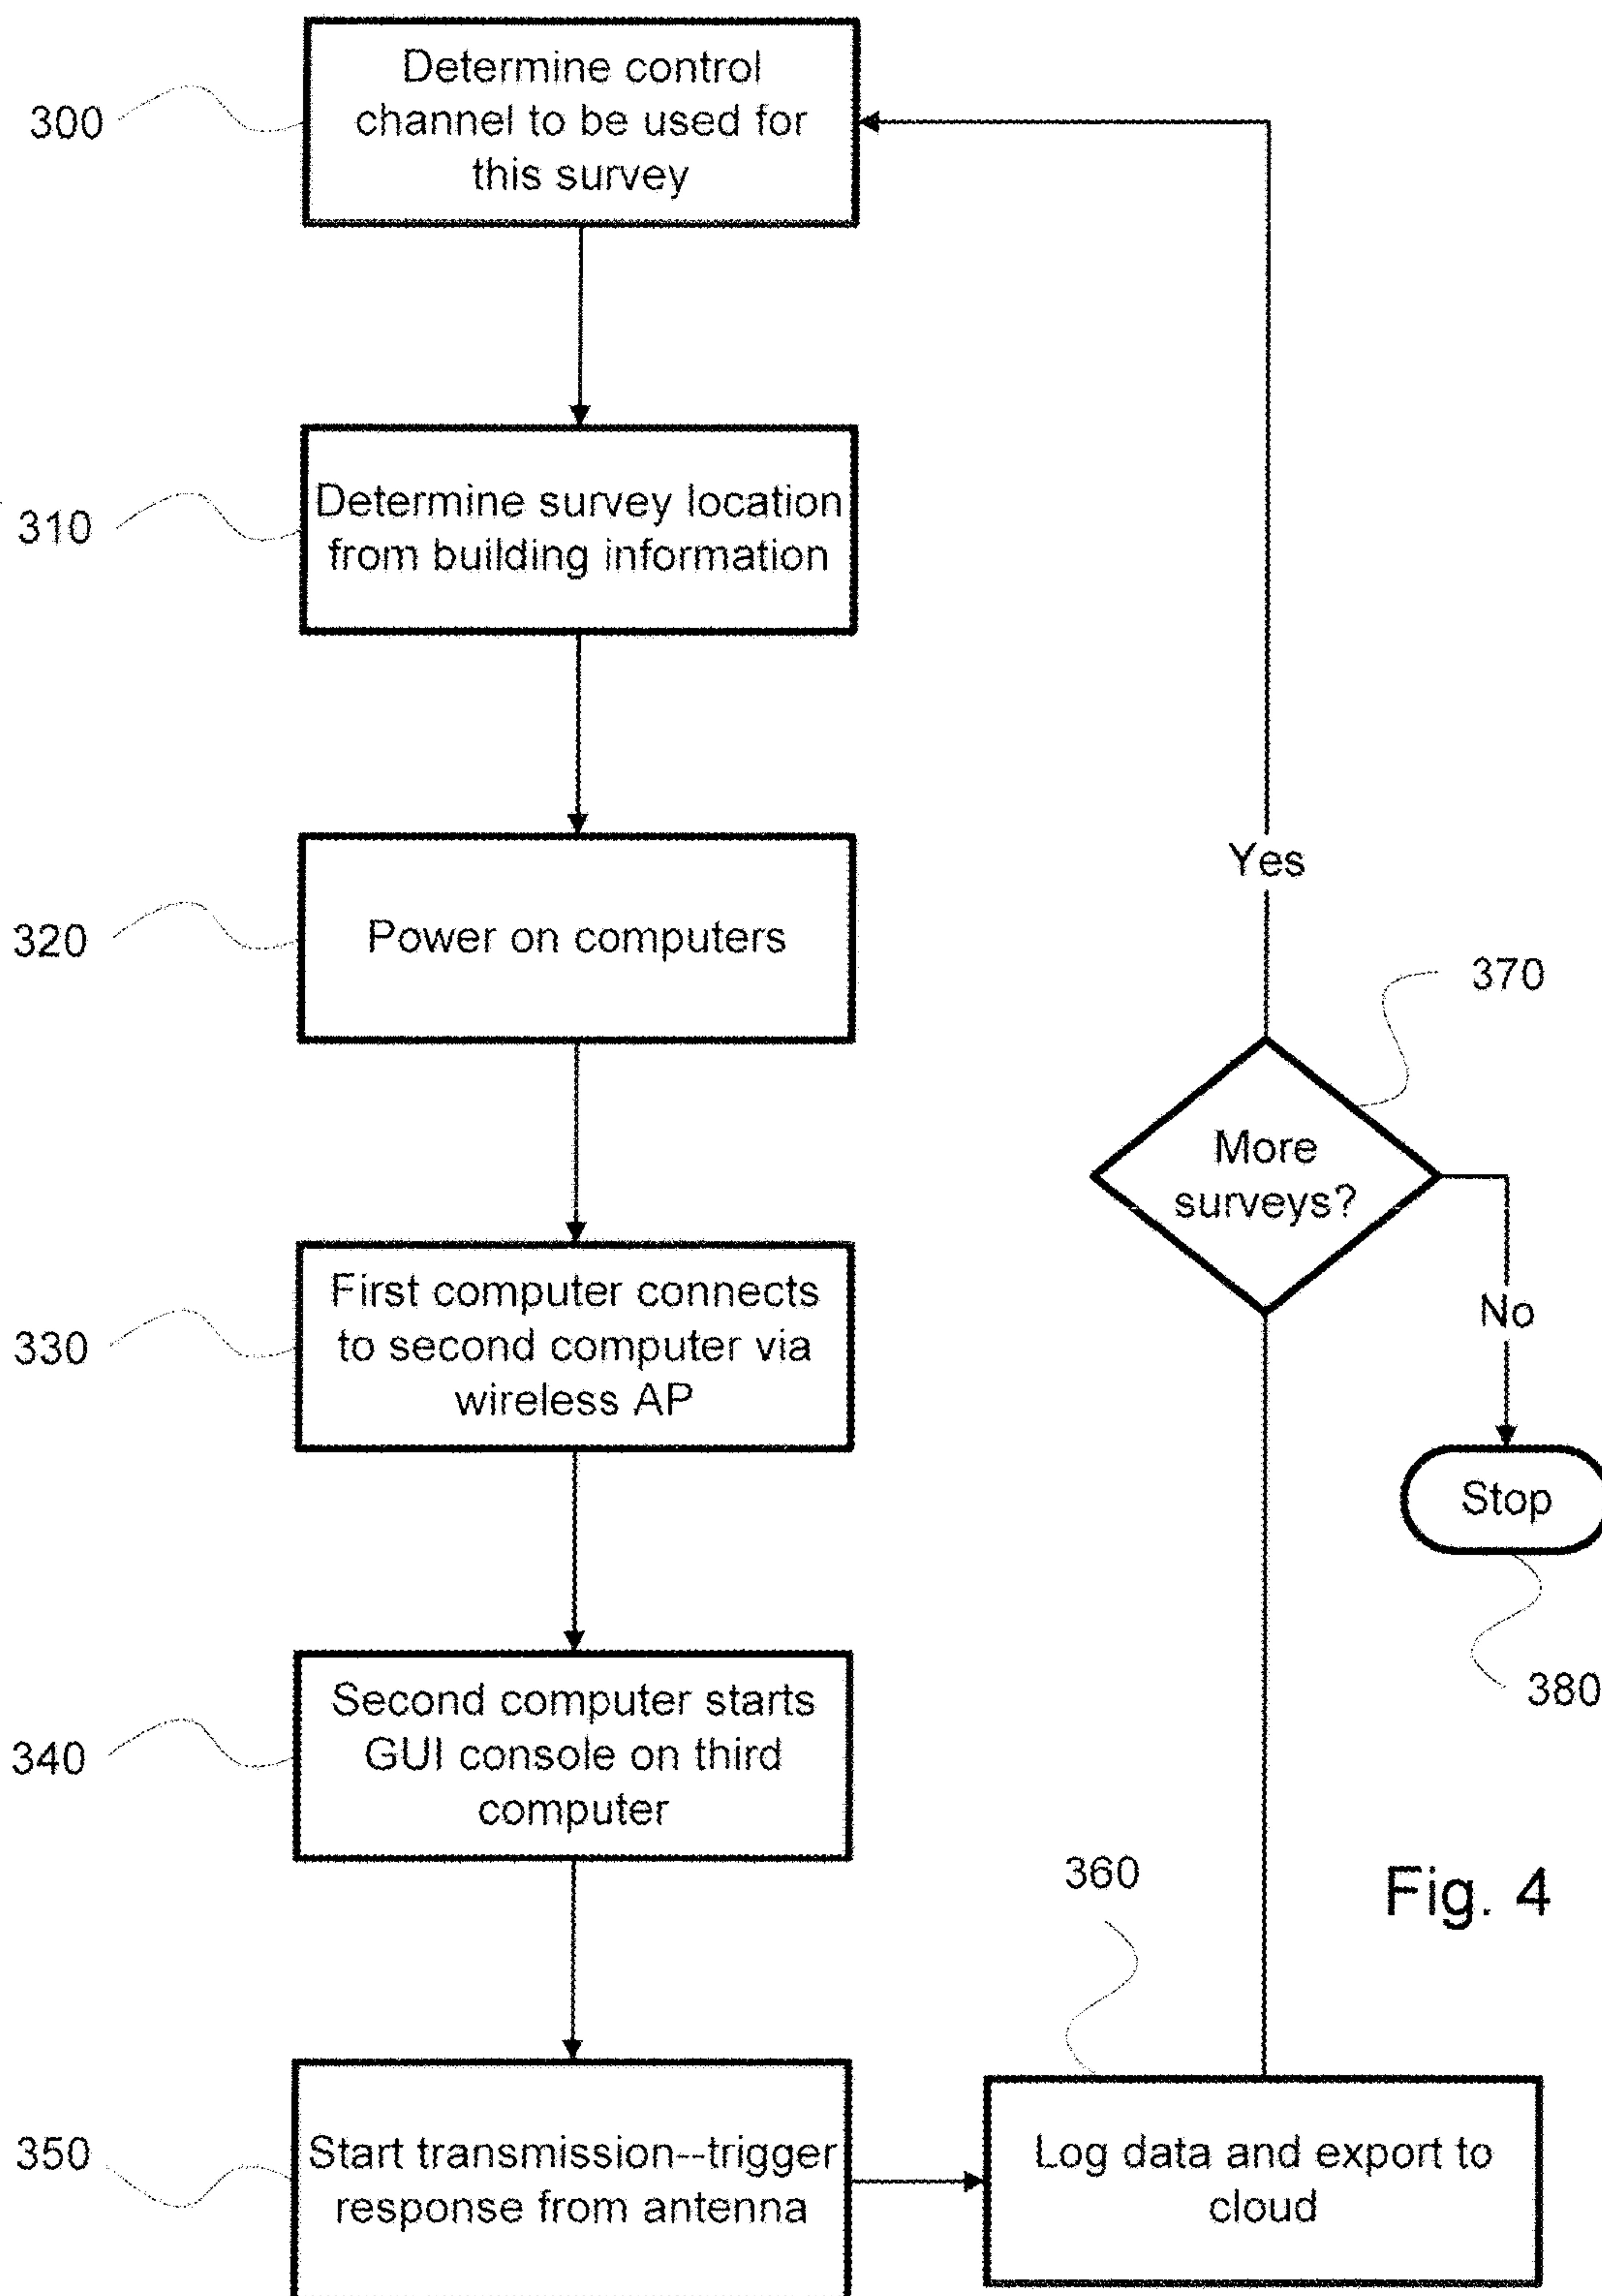 300
Determine control
channel to be used for
this survey
310
Determine survey location
from building information
320
Power on computers
Yes
370
More
surveys?
330
First computer connects
to second computer via
wireless AP
No
Stop
380
340
Second computer starts
GUI console on third
computer
360
Fig. 4
350
Start transmission--trigger
response from antenna
Log data and export to
cloud